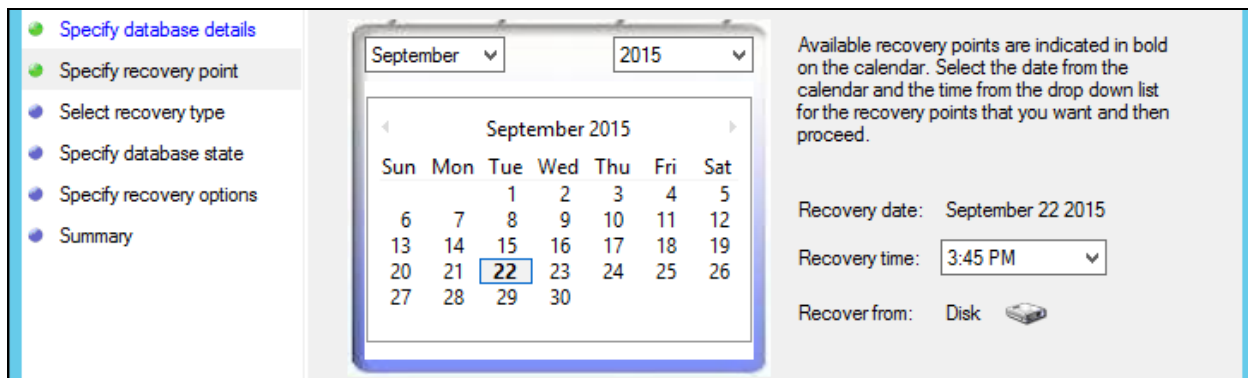 Specify database details
Specify recovery point
Select recovery type
Specify database state
Specify recovery options
Summary
September 2015
September 2015
Sun Mon Tue Wed Thu Fri Sat
1 2 3 4 5
6 7 8 9 10 11 12
13 14 15 16 17 18 19
20 21 22 23 24 25 26
27 28 29 30
Available recovery points are indicated in bold
on the calendar. Select the date from the
calendar and the time from the drop down list
for the recovery points that you want and then
proceed.
Recovery date: September 22 2015
Recovery time: 3:45 PM
Recover from: Disk